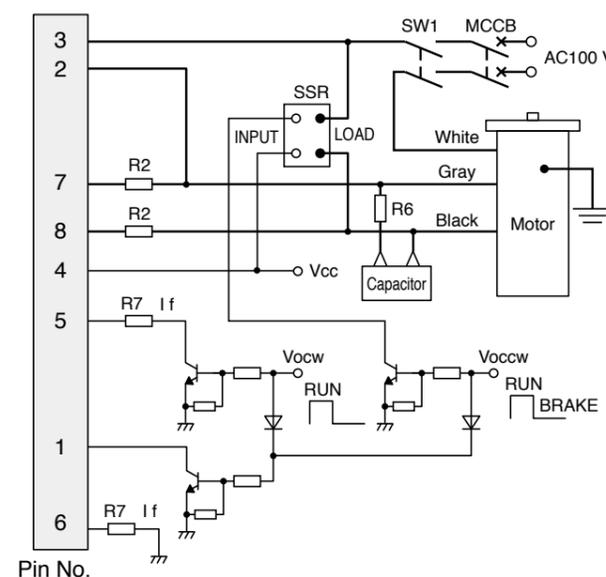 SW1 MCCB
3
AC100 V
2
SSR
INPUT LOAD
White
R2
7
Gray
R2
R6
8
Black
Motor
4
Vcc
Capacitor
R7 I f
5
Vocw
Voccw
RUN
RUN
BRAKE
1
R7 I f
6
Pin No.